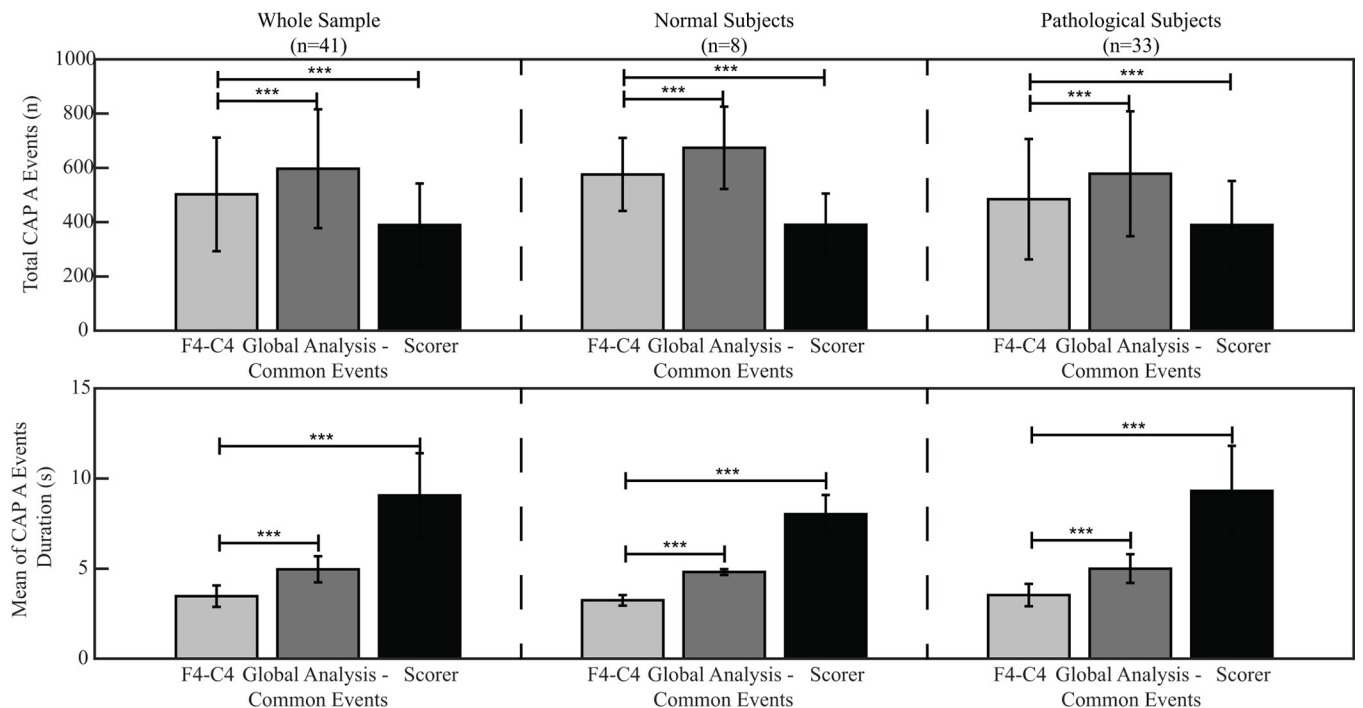 Whole Sample
(n=41)
Normal Subjects
(n=8)
Pathological Subjects
(n=33)
Total CAP A Events (n)
1000
800
600
400
200
0
***
***
***
***
***
***
F4-C4 Global Analysis - Scorer
Common Events
F4-C4 Global Analysis - Scorer
Common Events
F4-C4 Global Analysis - Scorer
Common Events
Mean of CAP A Events
Duration (s)
15
10
5
0
***
***
***
***
***
***
F4-C4 Global Analysis - Scorer
Common Events
F4-C4 Global Analysis - Scorer
Common Events
F4-C4 Global Analysis - Scorer
Common Events